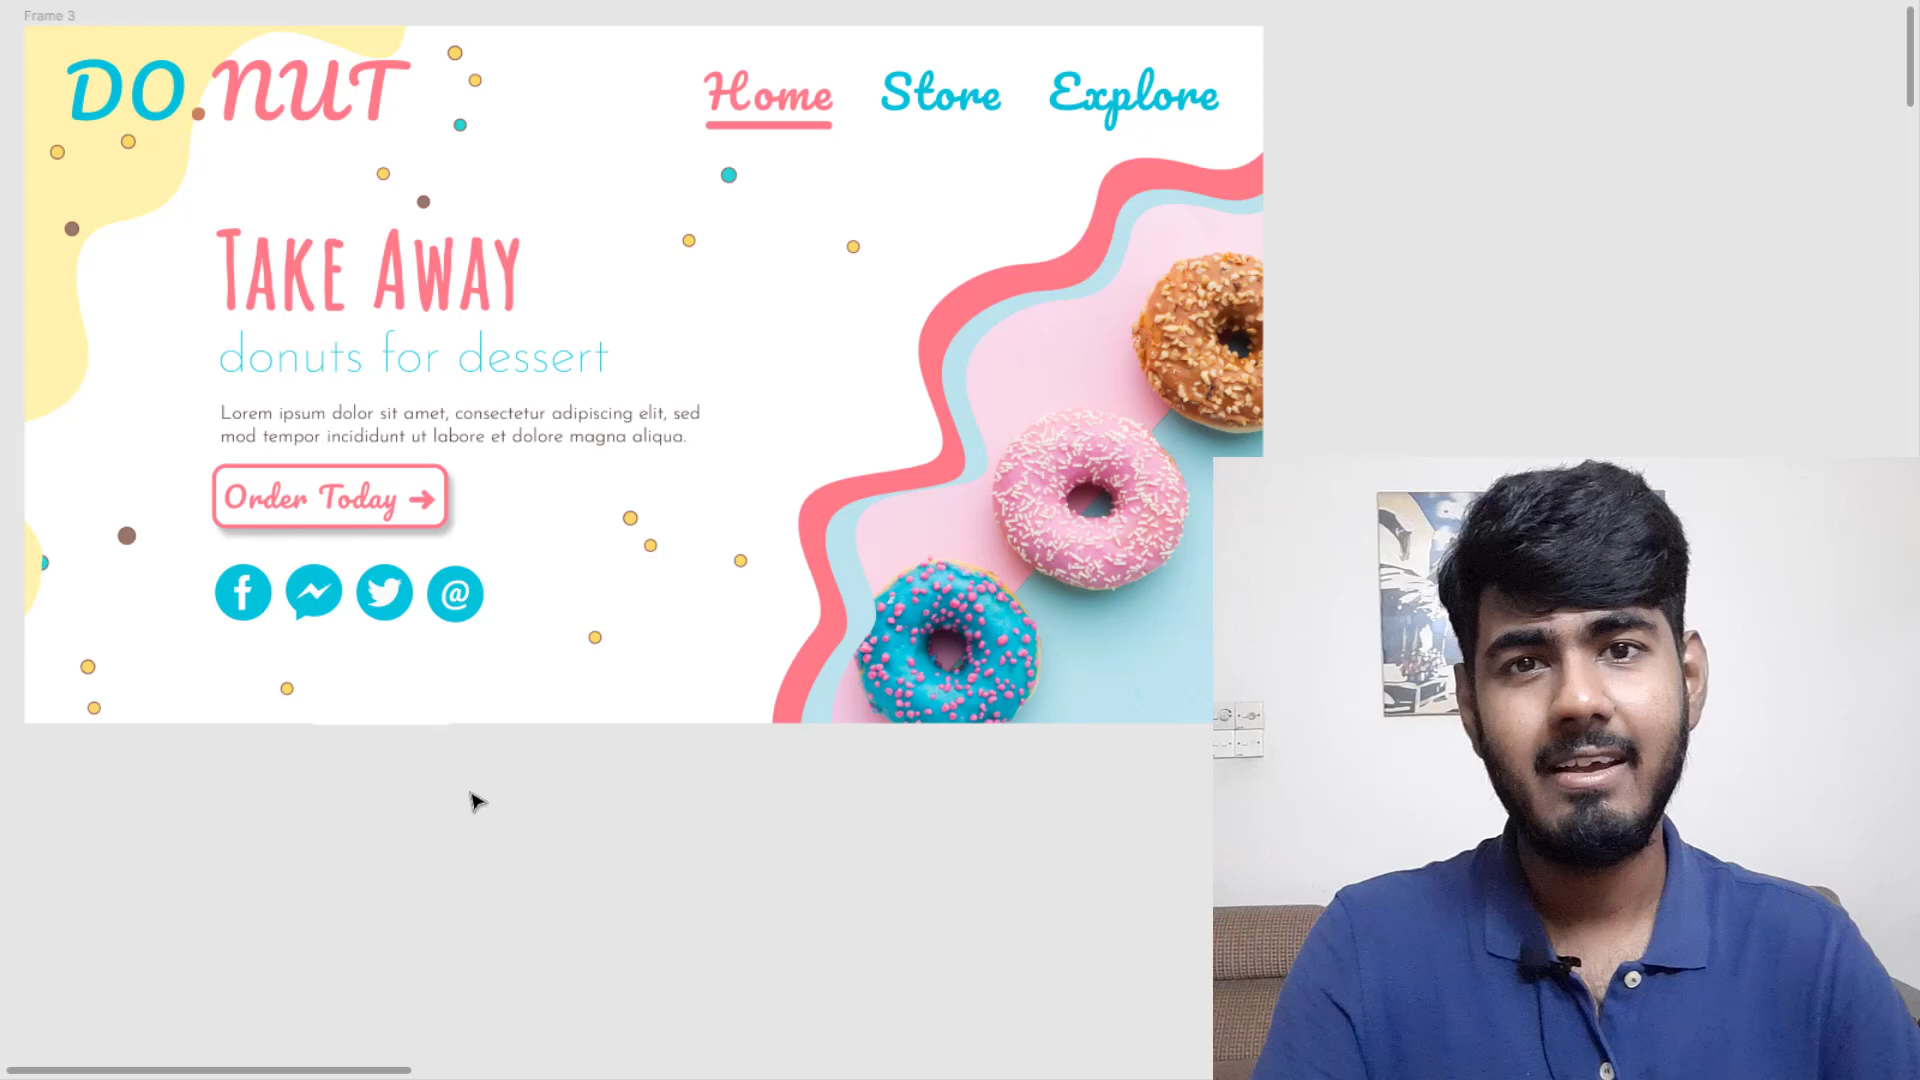 Frame 3
DO.NUT
Home Store Explore
TAKE AWAY
donuts for dessert
Lorem ipsum dolor sit amet, consectetur adipiscing elit, sed
mod tempor incididunt ut labore et dolore magna aliqua.
Order Today →
f @